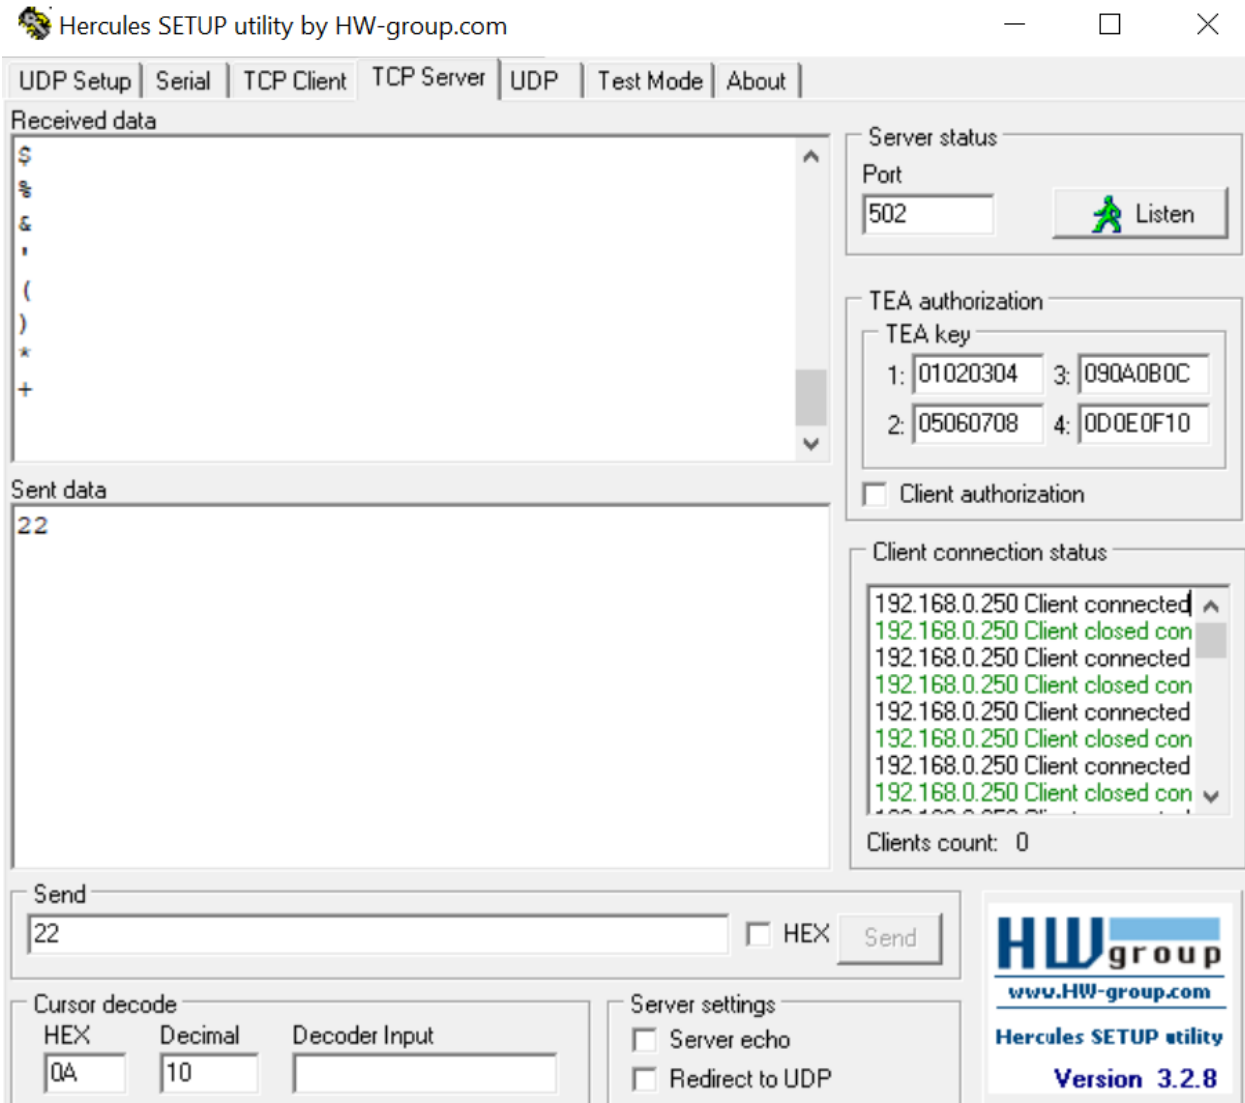 Hercules SETUP utility by HW-group.com
UDP Setup Serial TCP Client TCP Server UDP Test Mode About
Received data
$
%
&
'
(
)
*
+
Sent data
22
Server status
Port
502 Listen
TEA authorization
TEA key
1: 01020304 3: 090A0B0C
2: 05060708 4: 0D0E0F10
Client authorization
Client connection status
192.168.0.250 Client connected
192.168.0.250 Client closed con
192.168.0.250 Client connected
192.168.0.250 Client closed con
192.168.0.250 Client connected
192.168.0.250 Client closed con
192.168.0.250 Client connected
192.168.0.250 Client closed con
Clients count: 0
Send
22 HEX Send
Cursor decode
HEX Decimal Decoder Input
0A 10
Server settings
Server echo
Redirect to UDP
HW group
www.HW-group.com
Hercules SETUP utility
Version 3.2.8